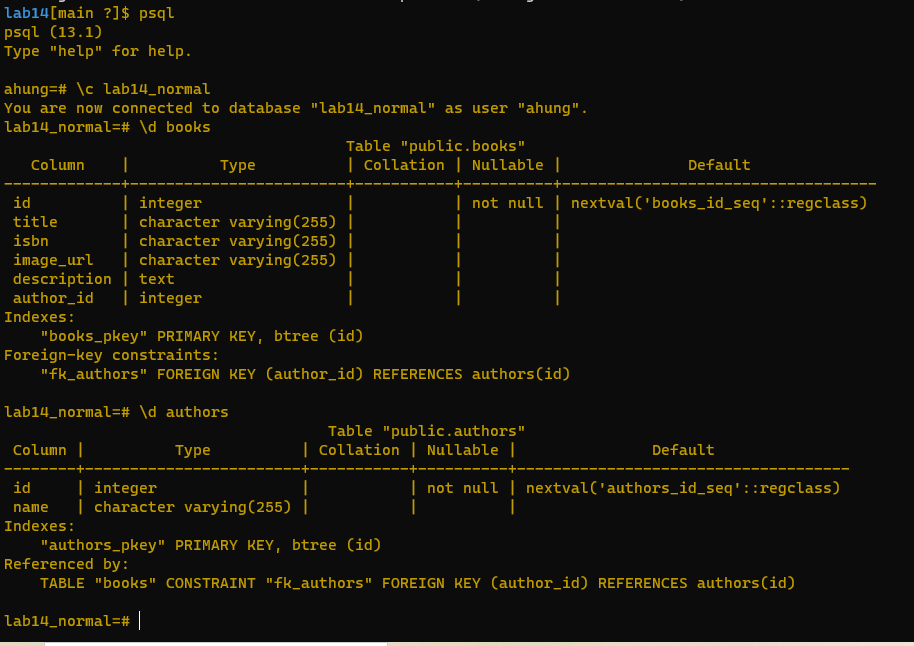 lab14[main ?]$ psql
psql (13.1)
Type "help" for help.
ahung=# \c lab14_normal
You are now connected to database "lab14_normal" as user "ahung".
lab14_normal=# \d books
Table "public.books"
Column | Type | Collation | Nullable | Default
-------------+------------------------+-----------+----------+-----------------------------------
id | integer | | not null | nextval('books_id_seq'::regclass)
title | character varying(255) | | |
isbn | character varying(255) | | |
image_url | character varying(255) | | |
description | text | | |
author_id | integer | | |
Indexes:
"books_pkey" PRIMARY KEY, btree (id)
Foreign-key constraints:
"fk_authors" FOREIGN KEY (author_id) REFERENCES authors(id)
lab14_normal=# \d authors
Table "public.authors"
Column | Type | Collation | Nullable | Default
--------+------------------------+-----------+----------+-------------------------------------
id | integer | | not null | nextval('authors_id_seq'::regclass)
name | character varying(255) | | |
Indexes:
"authors_pkey" PRIMARY KEY, btree (id)
Referenced by:
TABLE "books" CONSTRAINT "fk_authors" FOREIGN KEY (author_id) REFERENCES authors(id)
lab14_normal=#